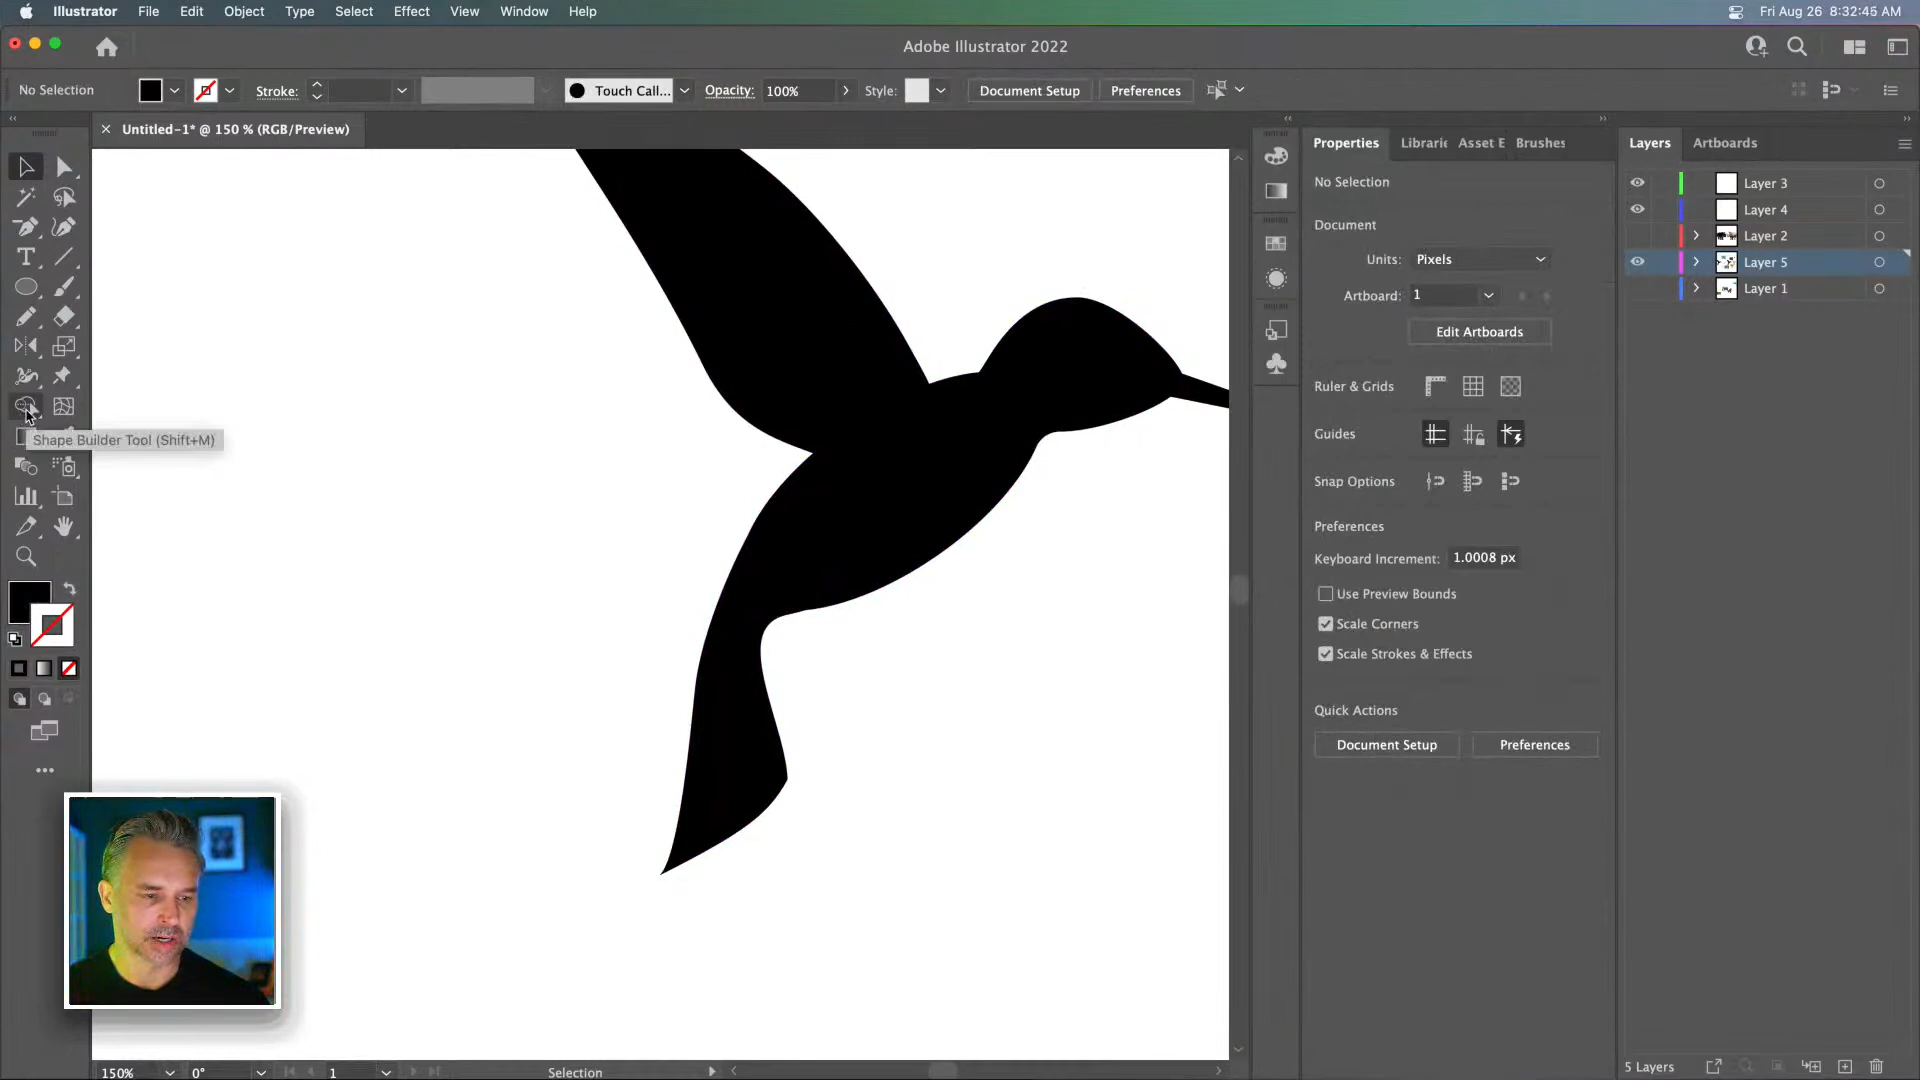 Illustrator File Edit Object Type Select Effect View Window Help Fri Aug 26 8:32:45 AM
Adobe Illustrator 2022
No Selection Stroke: Touch Call... Opacity: 100% Style: Document Setup Preferences
Untitled-1* @ 150 % (RGB/Preview)
Properties Librarie Asset E Brushes Layers Artboards
No Selection
Layer 3
Layer 4
Layer 2
Layer 5
Layer 1
Document
Units: Pixels
Artboard: 1
Edit Artboards
Ruler & Grids
Guides
Snap Options
Preferences
Keyboard Increment: 1.0008 px
Use Preview Bounds
Scale Corners
Scale Strokes & Effects
Quick Actions
Document Setup Preferences
Shape Builder Tool (Shift+M)
150% 0° 1 Selection 5 Layers